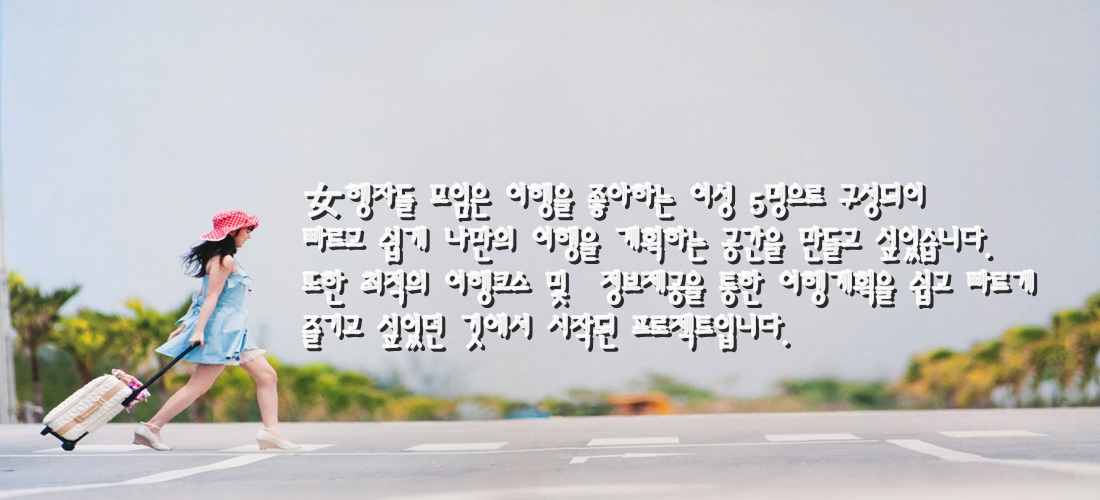 女행자들 모임은 여행을 좋아하는 여성 5명으로 구성되어
빠르고 쉽게 나만의 여행을 계획하는 공간을 만들고 싶었습니다.
또한 최적의 여행코스 및 정보제공을 통한 여행계획을 쉽고 빠르게
즐기고 싶었던 것에서 시작된 프로젝트입니다.